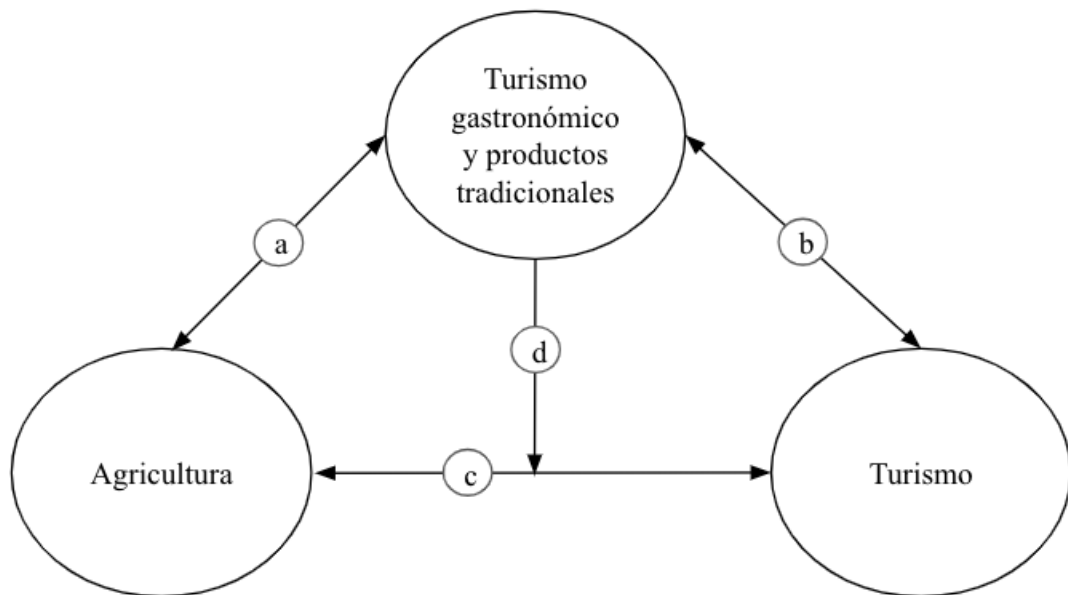 Turismo
gastronómico
y productos
tradicionales
a
b
d
Agricultura
c
Turismo